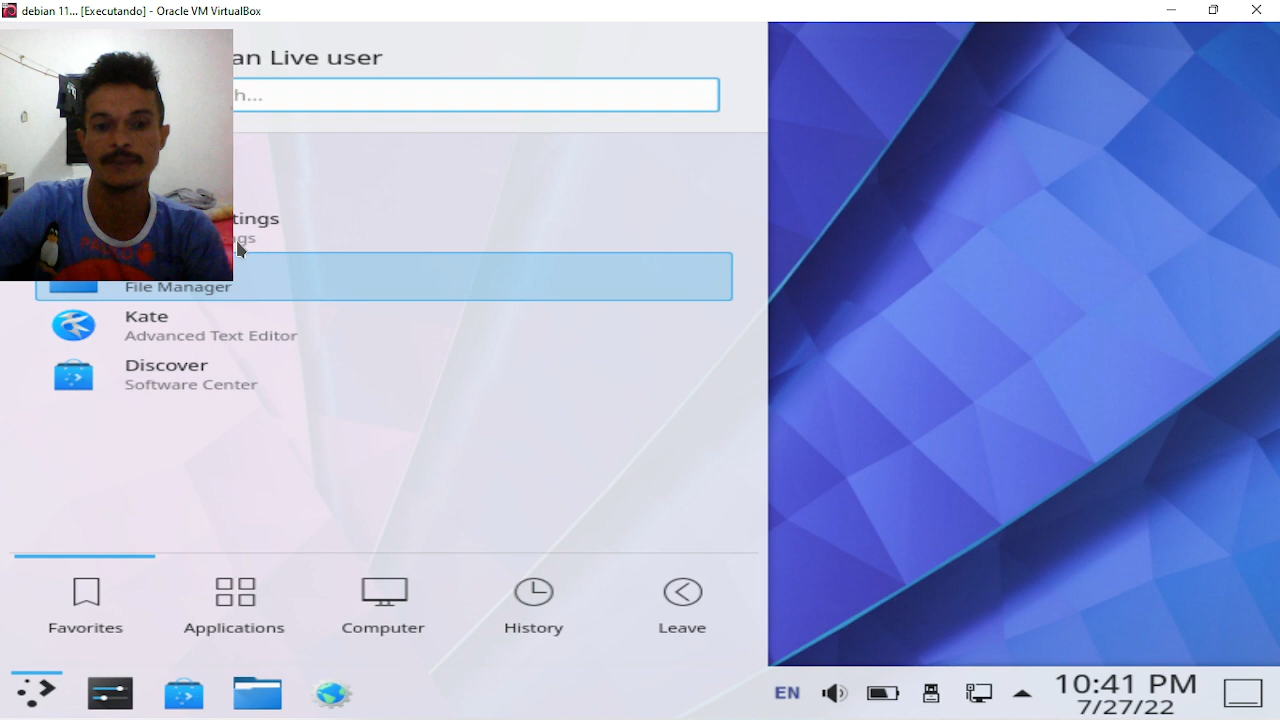 debian 11... [Executando] - Oracle VM VirtualBox
an Live user
h...
tings
gs
File Manager
Kate
Advanced Text Editor
Discover
Software Center
Favorites
Applications
Computer
History
Leave
EN
10:41 PM
7/27/22